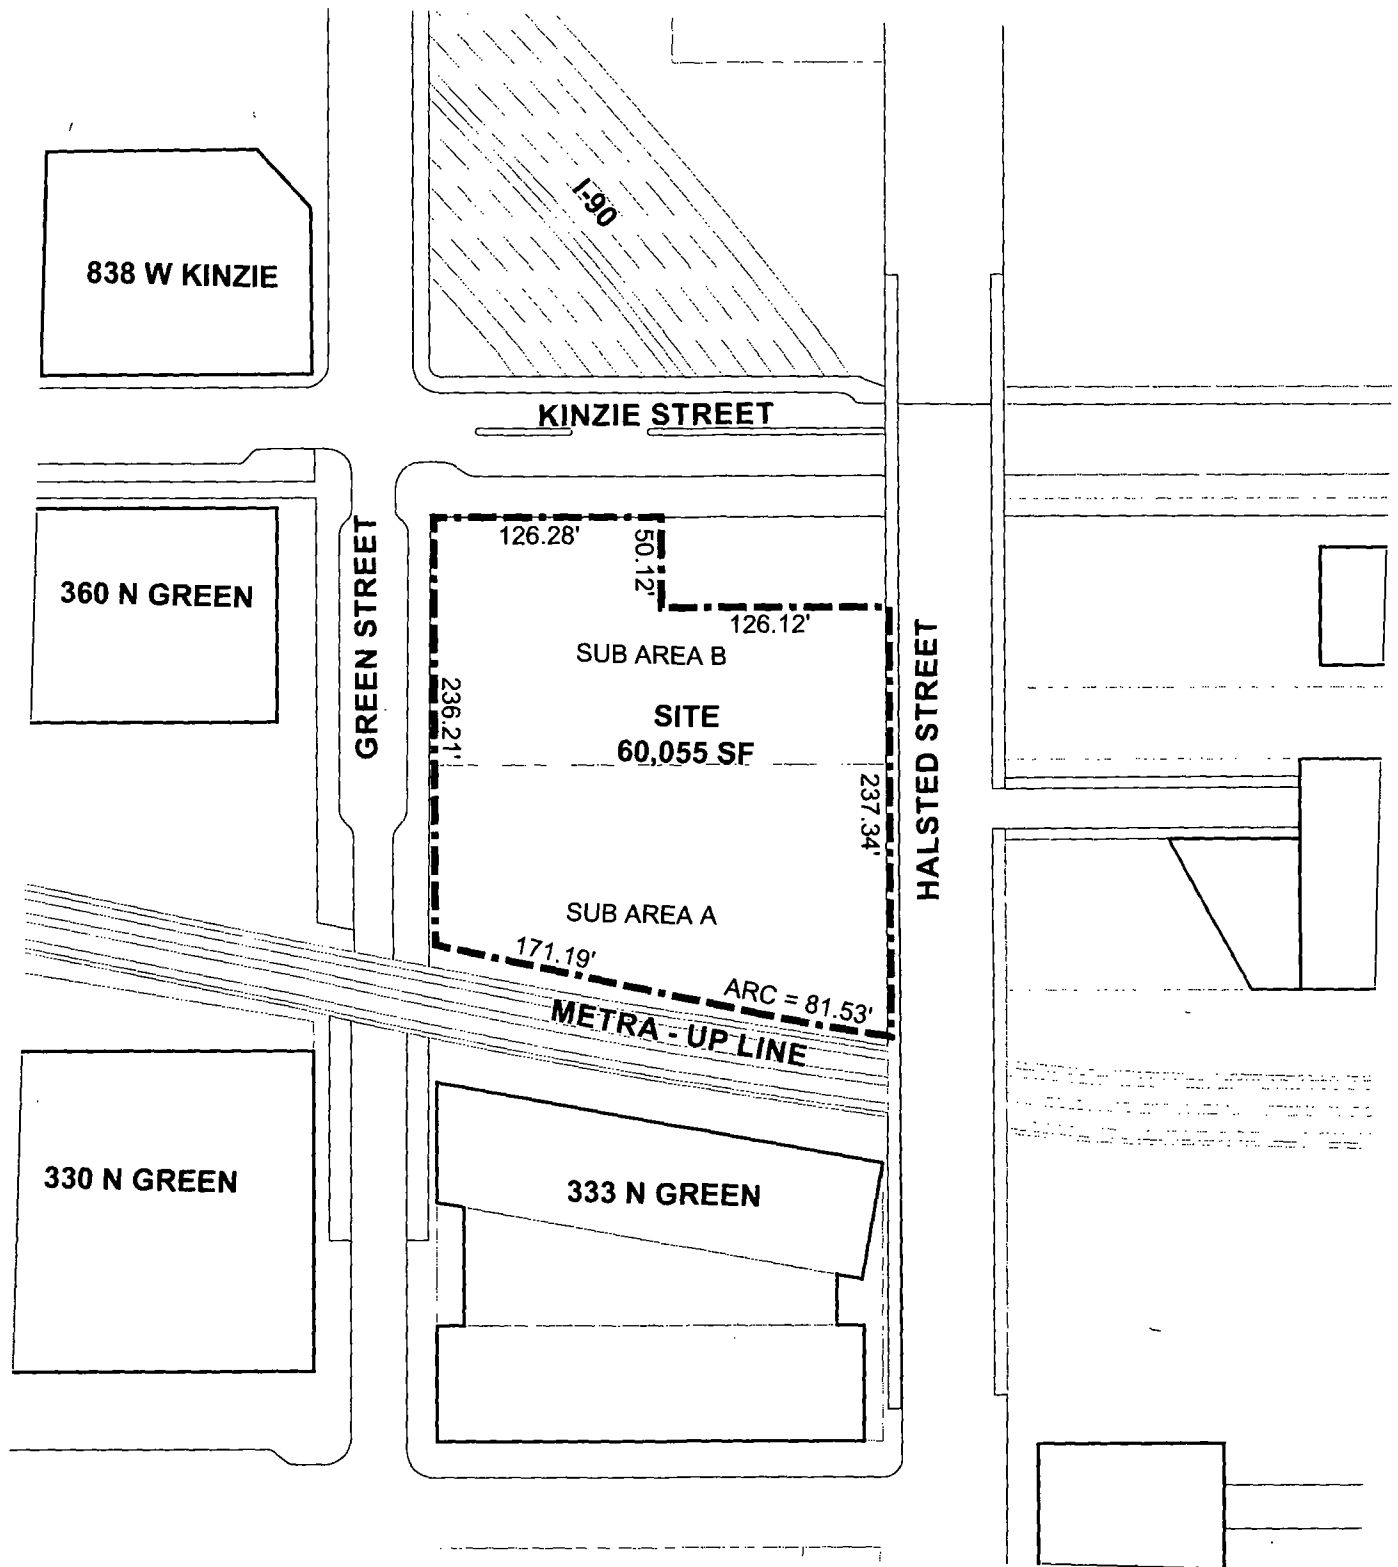 I-90
838 W KINZIE
KINZIE STREET
GREEN STREET
126.28'
50.12'
126.12'
360 N GREEN
SUB AREA B
SITE
60,055 SF
236.21'
237.34'
HALSTED STREET
SUB AREA A
171.19'
ARC = 81.53'
METRA - UP LINE
330 N GREEN
333 N GREEN